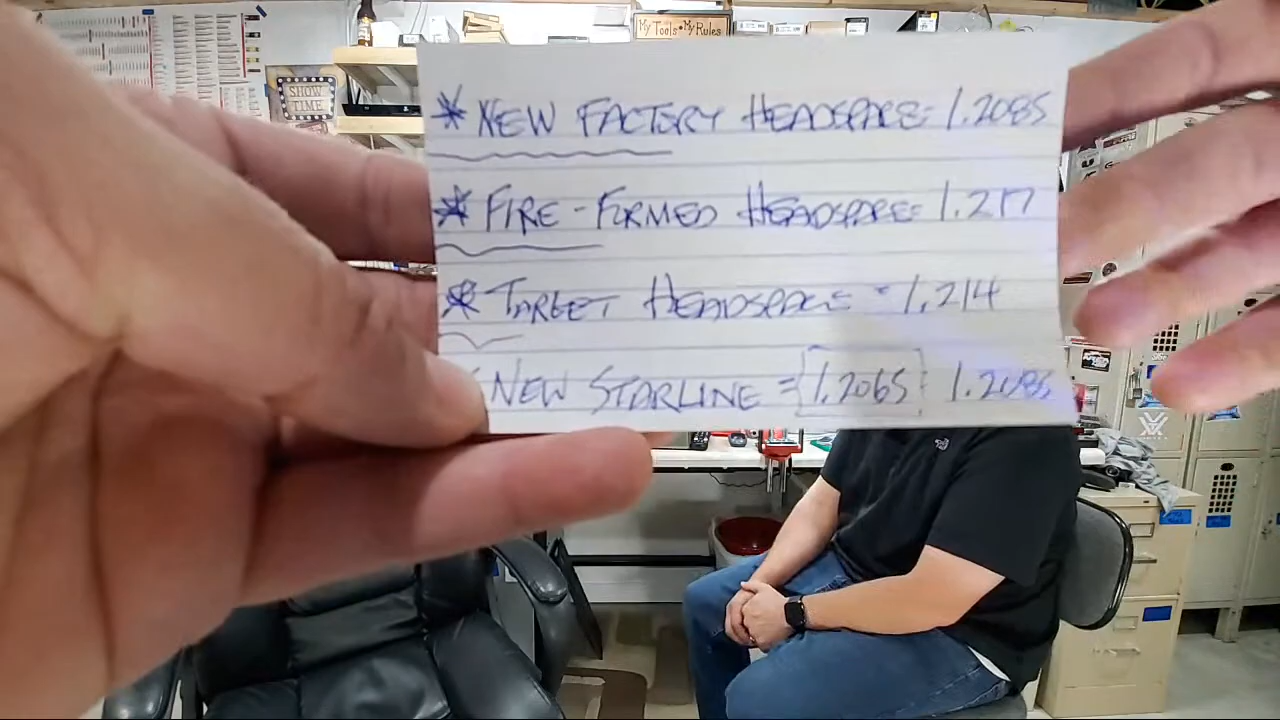 My Tools • My Rules
SHOW
TIME
* NEW FACTORY HEADSPACE = 1.2085
* FIRE-FORMED HEADSPACE = 1.217
* TARGET HEADSPACE = 1.214
NEW STARLINE = 1.2065 1.2085